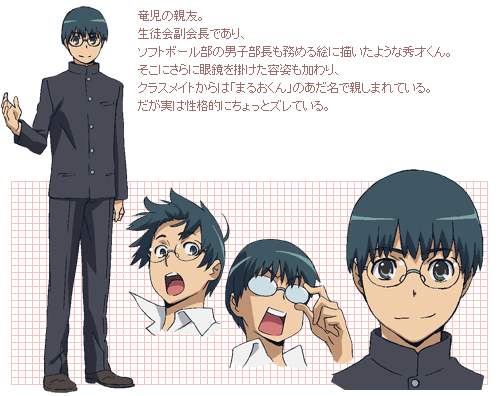 竜児の親友。
生徒会副会長であり、
ソフトボール部の男子部長も務める絵に描いたような秀才くん。
そこにさらに眼鏡を掛けた容姿も加わり、
クラスメイトからは「まるおくん」のあだ名で親しまれている。
だが実は性格的にちょっとズレている。